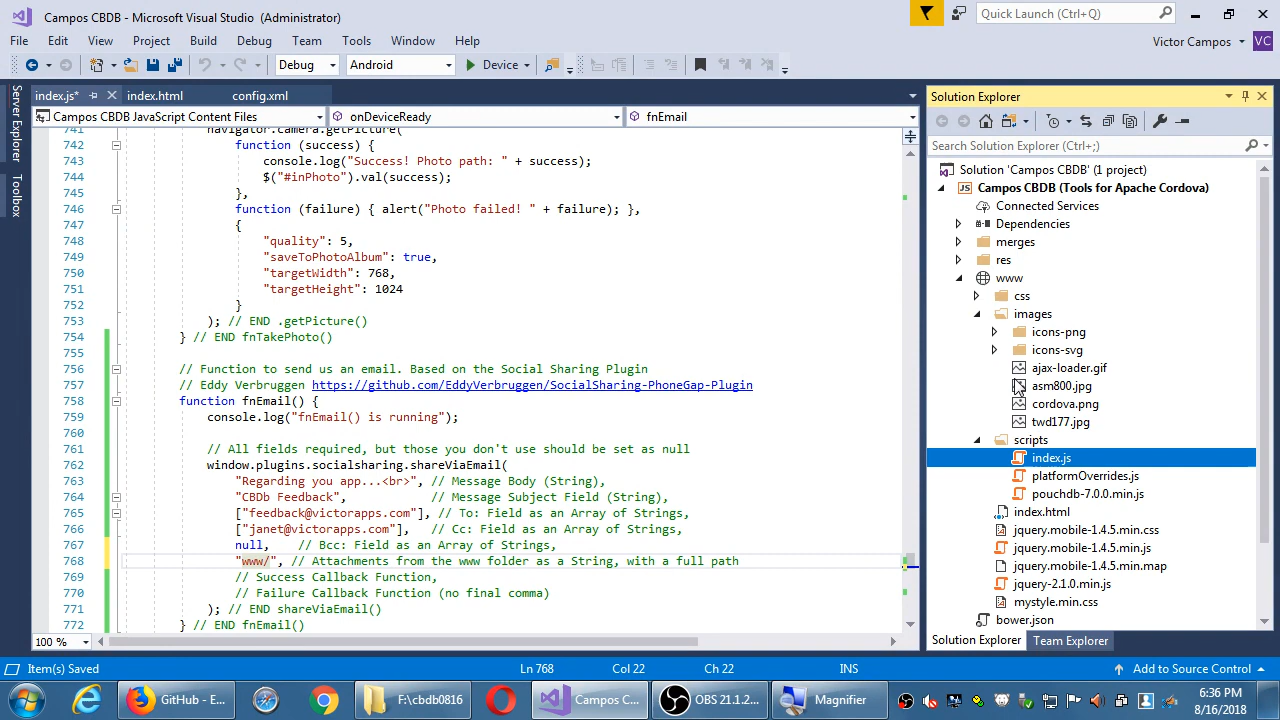 Campos CBDB - Microsoft Visual Studio (Administrator)
Quick Launch (Ctrl+Q)
File Edit View Project Build Debug Team Tools Window Help
Victor Campos VC
Debug Android Device
Server Explorer
Toolbox
index.js* index.html config.xml
Campos CBDB JavaScript Content Files onDeviceReady fnEmail
741 navigator.camera.getPicture(
742 function (success) {
743 console.log("Success! Photo path: " + success);
744 $("#inPhoto").val(success);
745 },
746 function (failure) { alert("Photo failed! " + failure); },
747 {
748 "quality": 5,
749 "saveToPhotoAlbum": true,
750 "targetWidth": 768,
751 "targetHeight": 1024
752 }
753 ); // END .getPicture()
754 } // END fnTakePhoto()
755
756 // Function to send us an email. Based on the Social Sharing Plugin
757 // Eddy Verbruggen https://github.com/EddyVerbruggen/SocialSharing-PhoneGap-Plugin
758 function fnEmail() {
759 console.log("fnEmail() is running");
760
761 // All fields required, but those you don't use should be set as null
762 window.plugins.socialsharing.shareViaEmail(
763 "Regarding you app...<br>", // Message Body (String),
764 "CBDb Feedback", // Message Subject Field (String),
765 ["feedback@victorapps.com"], // To: Field as an Array of Strings,
766 ["janet@victorapps.com"], // Cc: Field as an Array of Strings,
767 null, // Bcc: Field as an Array of Strings,
768 "www/", // Attachments from the www folder as a String, with a full path
769 // Success Callback Function,
770 // Failure Callback Function (no final comma)
771 ); // END shareViaEmail()
772 } // END fnEmail()
100 %
Solution Explorer
Search Solution Explorer (Ctrl+;)
Solution 'Campos CBDB' (1 project)
JS Campos CBDB (Tools for Apache Cordova)
Connected Services
Dependencies
merges
res
www
css
images
icons-png
icons-svg
ajax-loader.gif
asm800.jpg
cordova.png
twd177.jpg
scripts
index.js
platformOverrides.js
pouchdb-7.0.0.min.js
index.html
jquery.mobile-1.4.5.min.css
jquery.mobile-1.4.5.min.js
jquery.mobile-1.4.5.min.map
jquery-2.1.0.min.js
mystyle.min.css
bower.json
Solution Explorer Team Explorer
Item(s) Saved Ln 768 Col 22 Ch 22 INS Add to Source Control
GitHub - E... F:\cbdb0816 Campos C... OBS 21.1.2... Magnifier
6:36 PM
8/16/2018